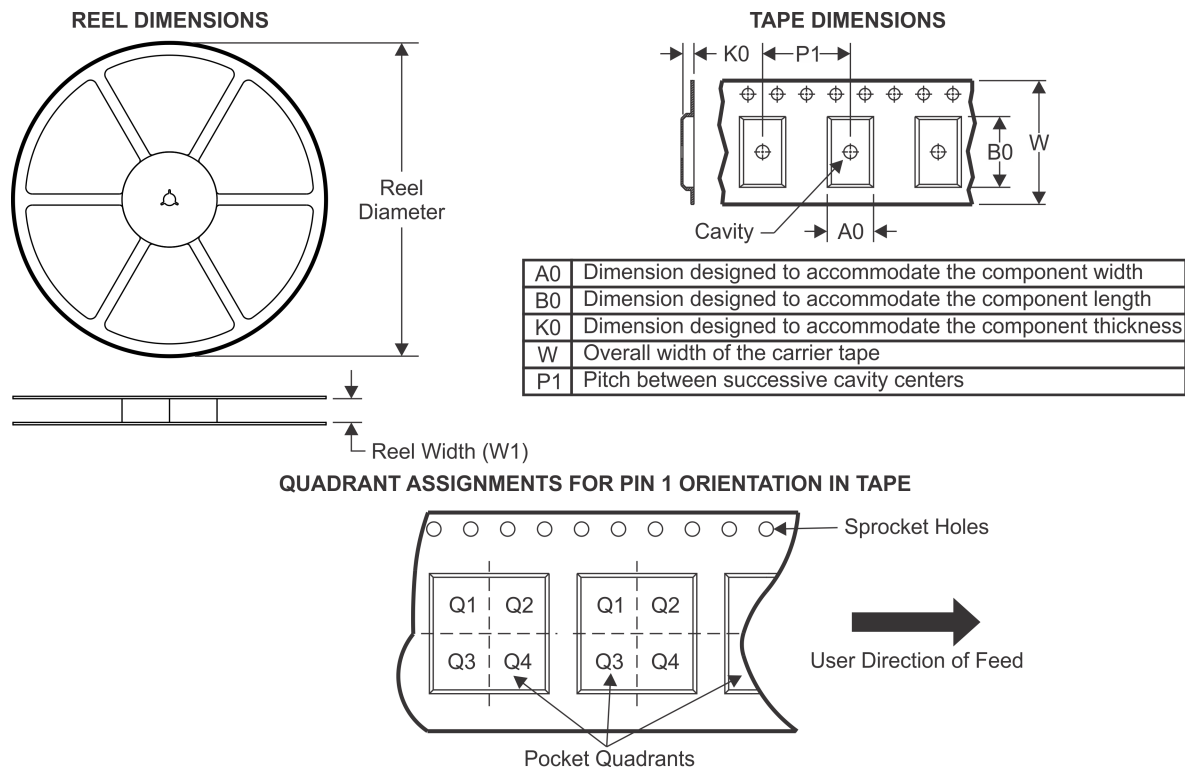 REEL DIMENSIONS
TAPE DIMENSIONS
K0
P1
Reel
Diameter
B0
W
Cavity
A0
A0 Dimension designed to accommodate the component width
B0 Dimension designed to accommodate the component length
K0 Dimension designed to accommodate the component thickness
W Overall width of the carrier tape
P1 Pitch between successive cavity centers
Reel Width (W1)
QUADRANT ASSIGNMENTS FOR PIN 1 ORIENTATION IN TAPE
Sprocket Holes
Q1 Q2 Q1 Q2
Q3 Q4 Q3 Q4
User Direction of Feed
Pocket Quadrants